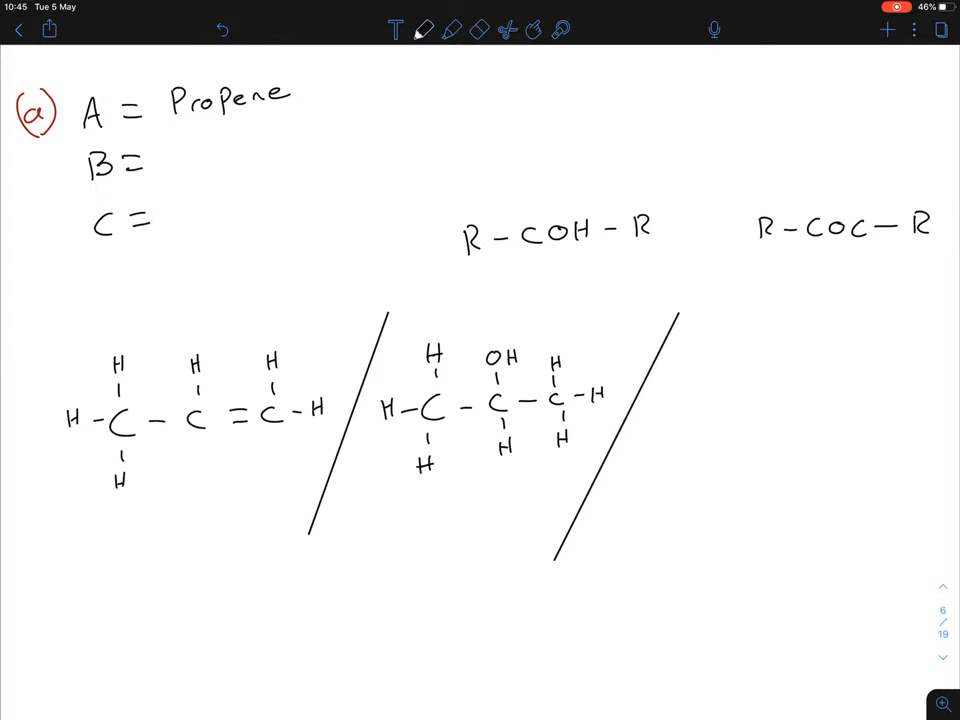 10:45 Tue 5 May 46%
(a) A = Propene
B =
C =
R - COH - R R - COC - R
H H H
H - C - C = C - H
H
H OH H
H - C - C - C - H
H H H
6
/
19